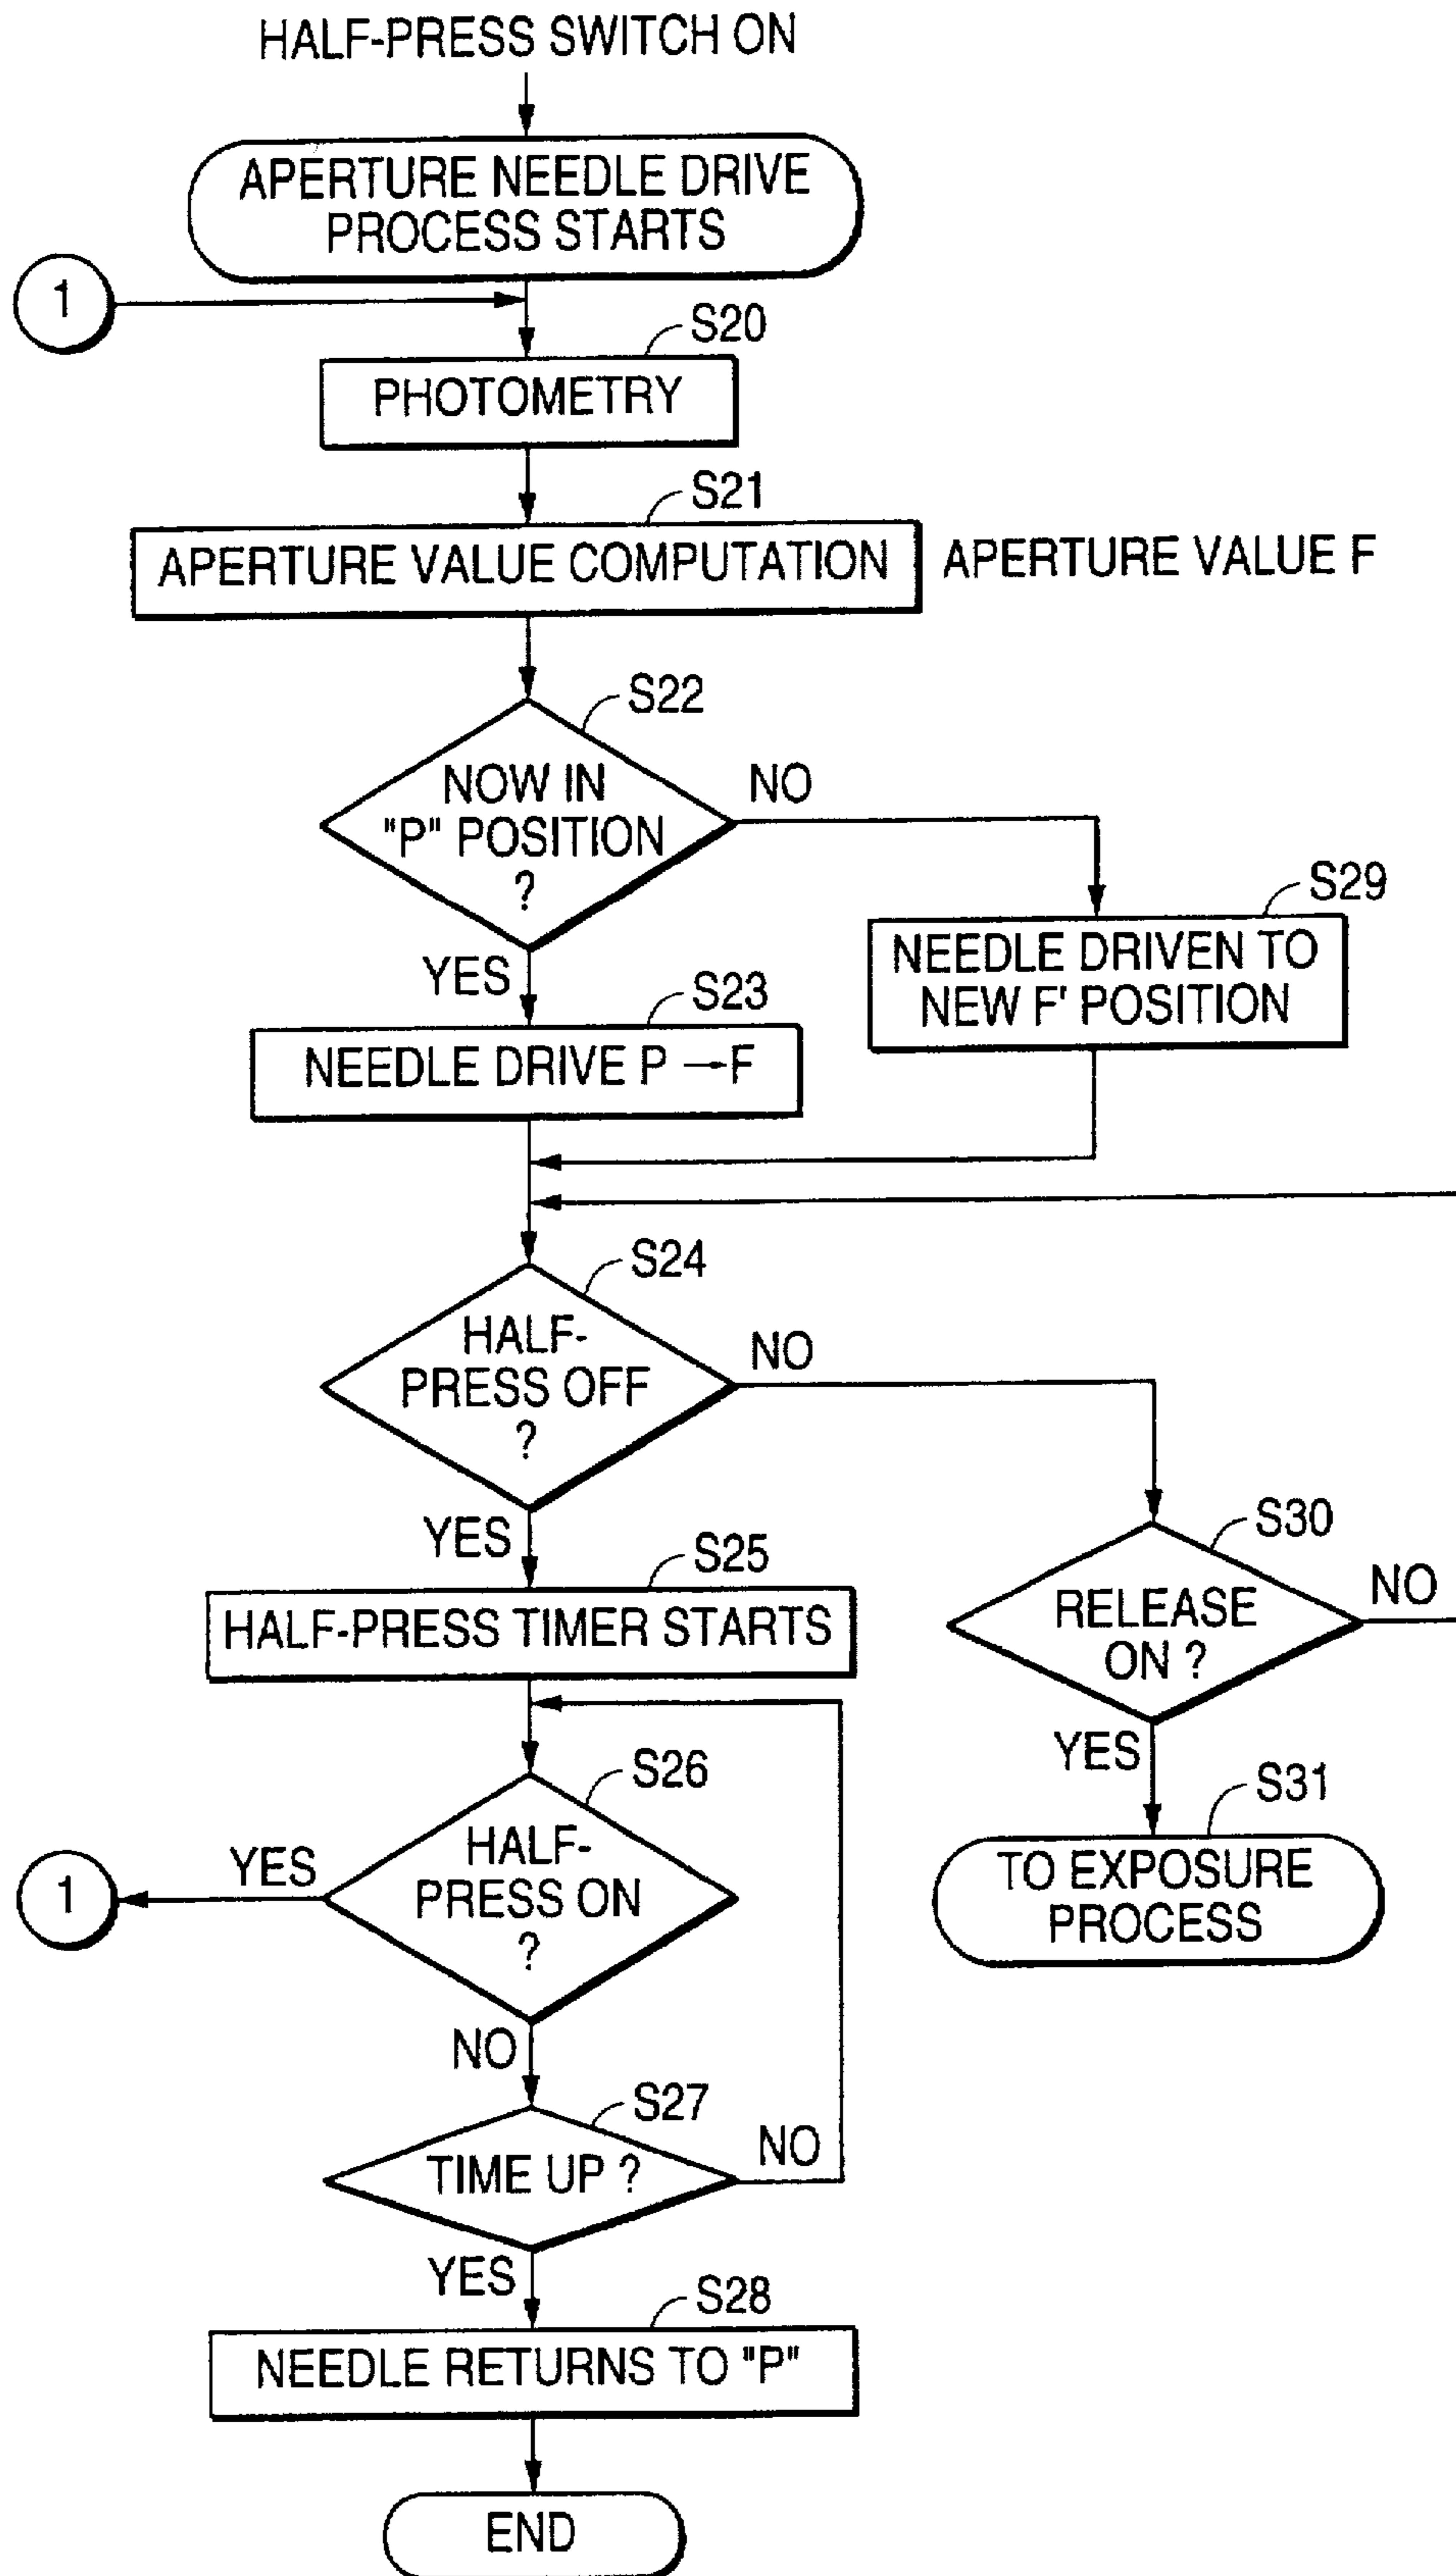 HALF-PRESS SWITCH ON
APERTURE NEEDLE DRIVE
PROCESS STARTS
1
S20
PHOTOMETRY
S21
APERTURE VALUE COMPUTATION
APERTURE VALUE F
S22
NOW IN
"P" POSITION
?
NO
YES
S29
NEEDLE DRIVEN TO
NEW F' POSITION
S23
NEEDLE DRIVE P → F
S24
HALF-
PRESS OFF
?
NO
YES
S30
RELEASE
ON ?
NO
YES
S25
HALF-PRESS TIMER STARTS
S31
TO EXPOSURE
PROCESS
S26
HALF-
PRESS ON
?
YES
1
NO
S27
TIME UP ?
NO
YES
S28
NEEDLE RETURNS TO "P"
END